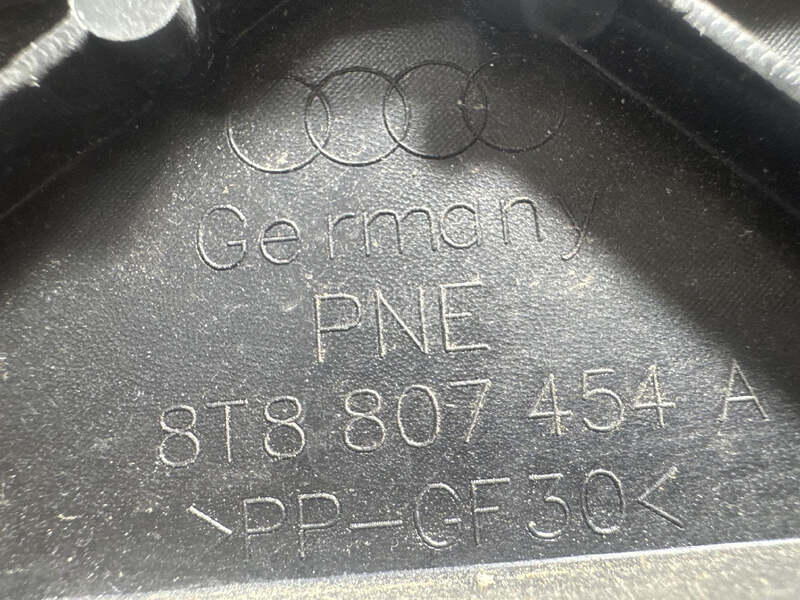 Germany
PNE
8T8 807 454 A
>PP-GF30<